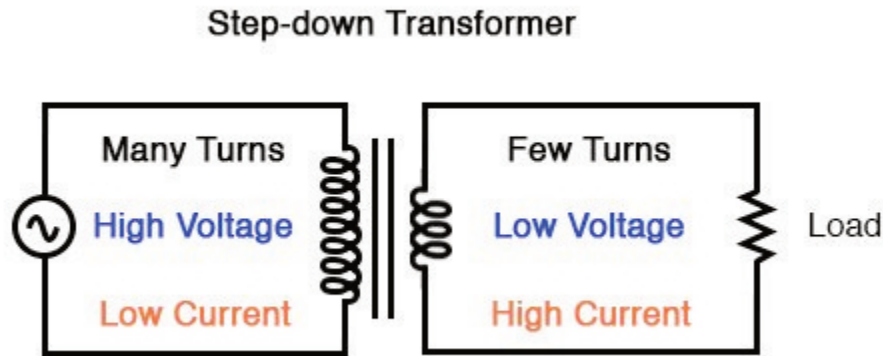 Step-down Transformer
Many Turns
High Voltage
Low Current
Few Turns
Low Voltage
High Current
Load